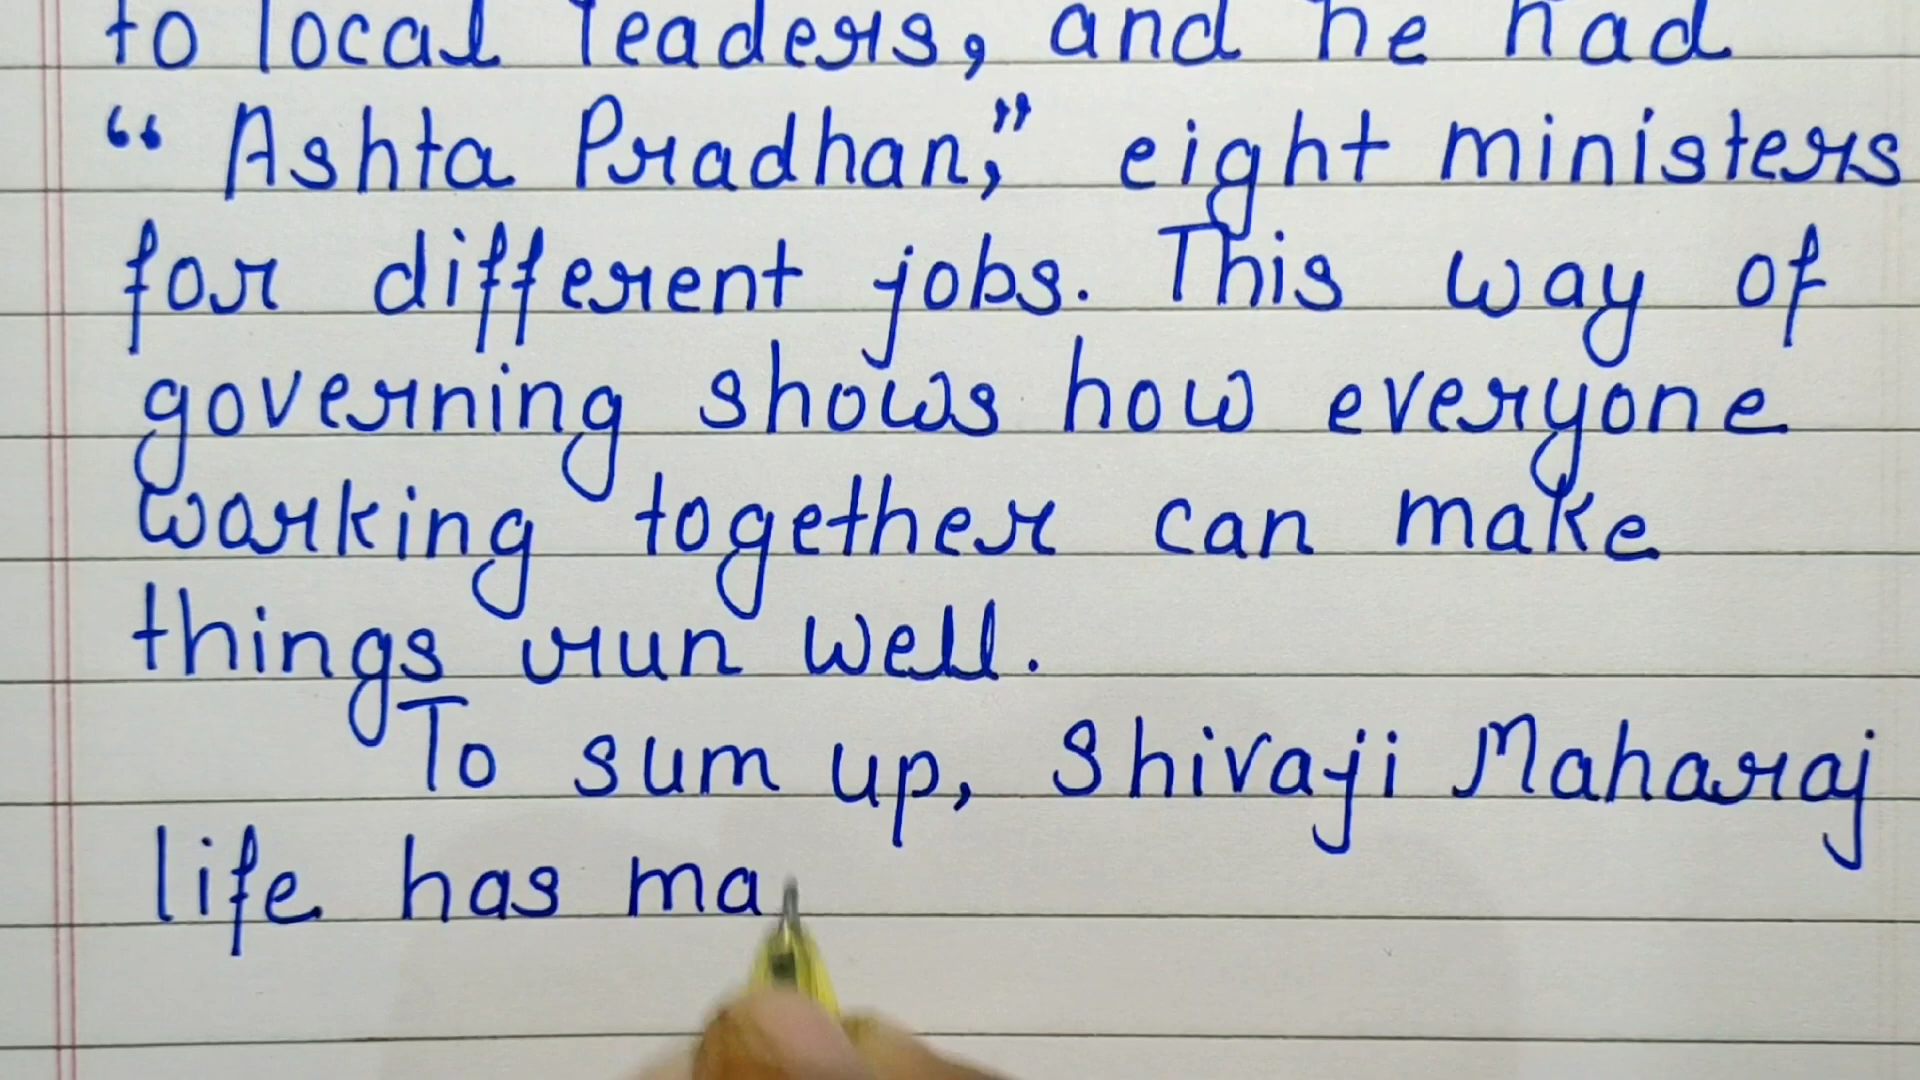 to local leaders, and he had
“Ashta Pradhan,” eight ministers
for different jobs. This way of
governing shows how everyone
working together can make
things run well.
To sum up, Shivaji Maharaj
life has ma